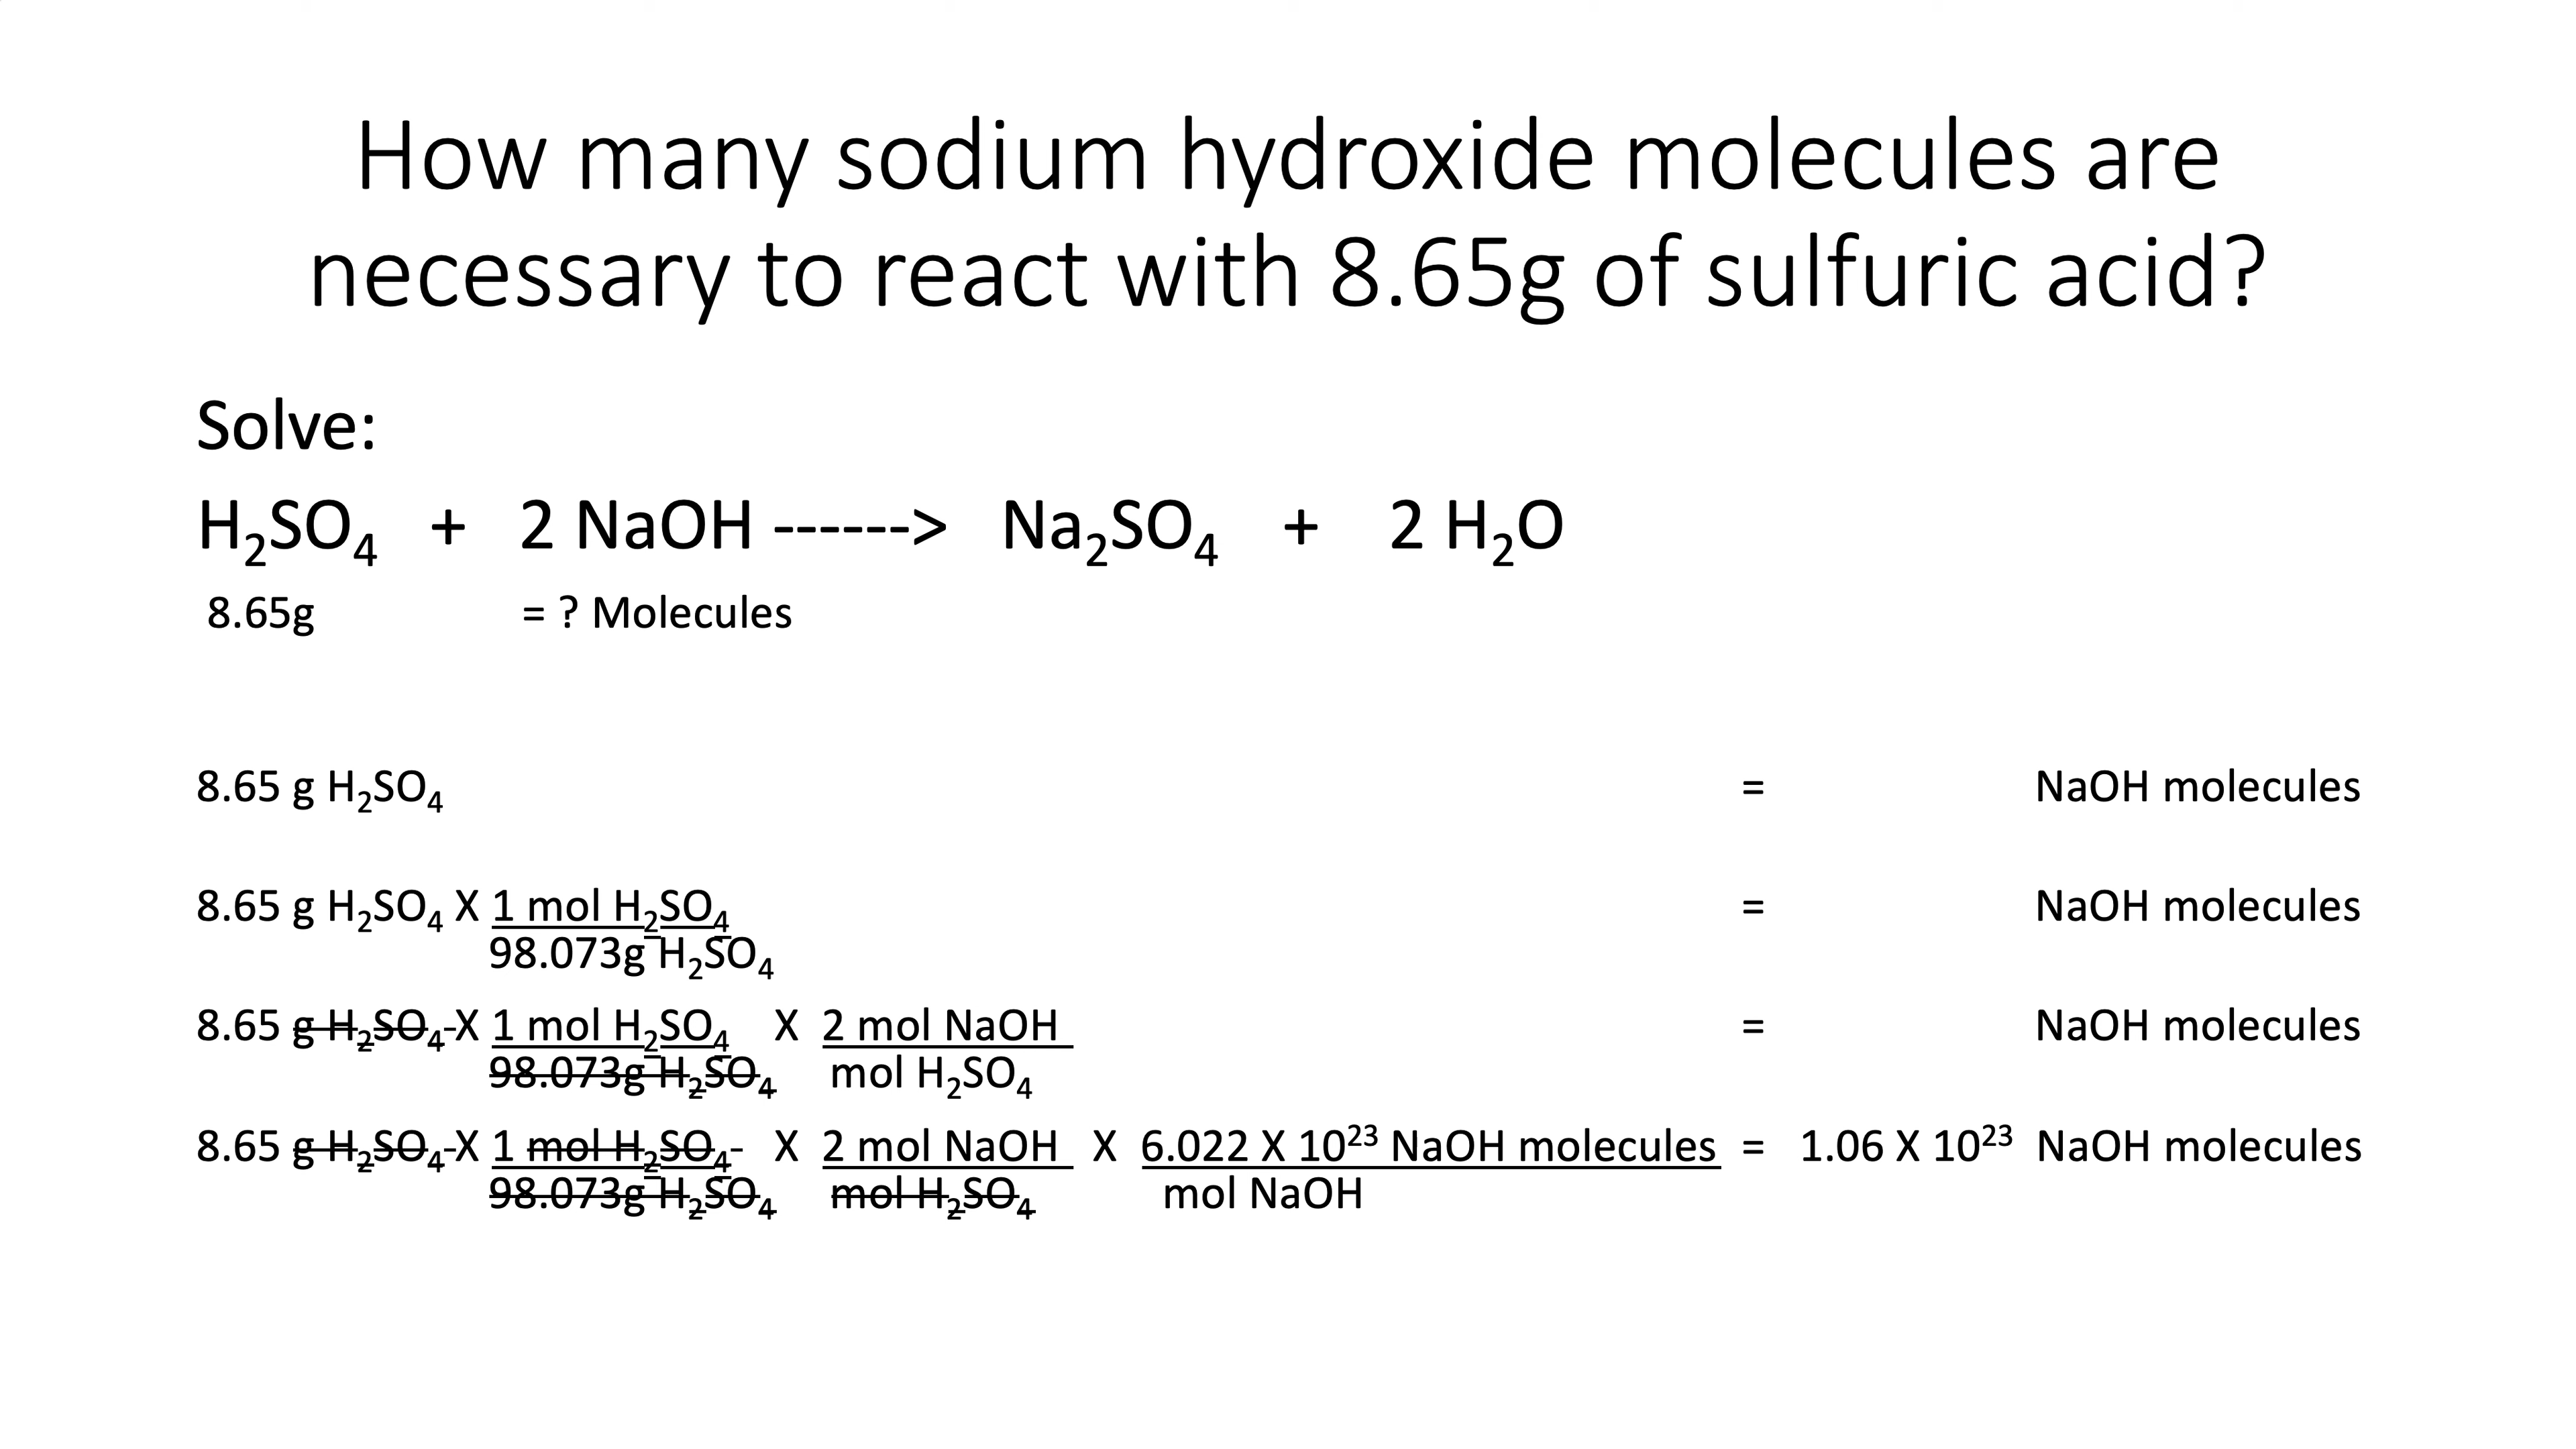 How many sodium hydroxide molecules are
necessary to react with 8.65g of sulfuric acid?
Solve:
H₂SO₄ + 2 NaOH ------> Na₂SO₄ + 2 H₂O
8.65g = ? Molecules
8.65 g H₂SO₄ = NaOH molecules
8.65 g H₂SO₄ X 1 mol H₂SO₄ = NaOH molecules
98.073g H₂SO₄
8.65 g H₂SO₄ X 1 mol H₂SO₄ X 2 mol NaOH = NaOH molecules
98.073g H₂SO₄ mol H₂SO₄
8.65 g H₂SO₄ X 1 mol H₂SO₄ X 2 mol NaOH X 6.022 X 10²³ NaOH molecules = 1.06 X 10²³ NaOH molecules
98.073g H₂SO₄ mol H₂SO₄ mol NaOH